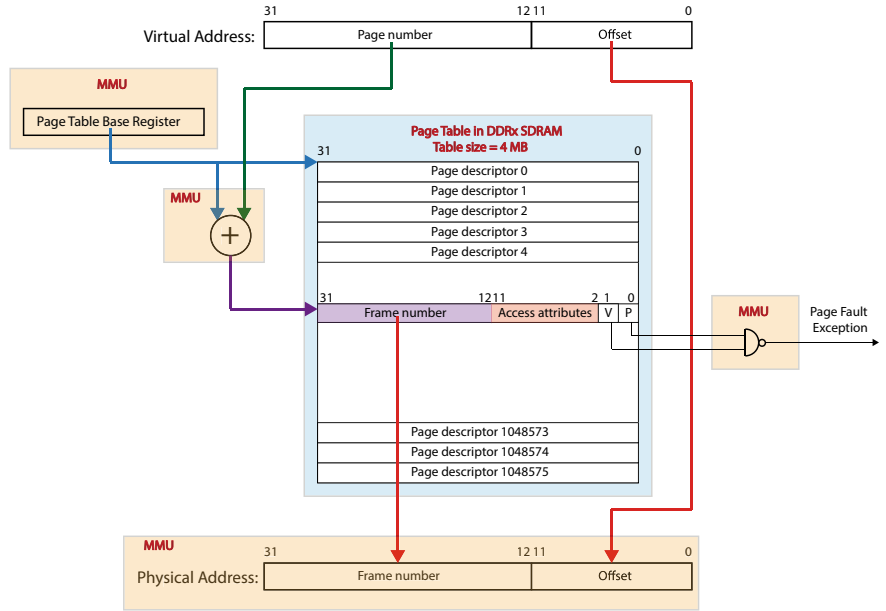 31 12 11 0
Virtual Address: Page number Offset
MMU
Page Table Base Register
Page Table in DDRx SDRAM
Table size = 4 MB
31 0
Page descriptor 0
Page descriptor 1
MMU
Page descriptor 2
+
Page descriptor 3
Page descriptor 4
31 12 11 2 1 0
Frame number Access attributes V P
MMU
Page Fault
Exception
Page descriptor 1048573
Page descriptor 1048574
Page descriptor 1048575
MMU
31 12 11 0
Physical Address: Frame number Offset